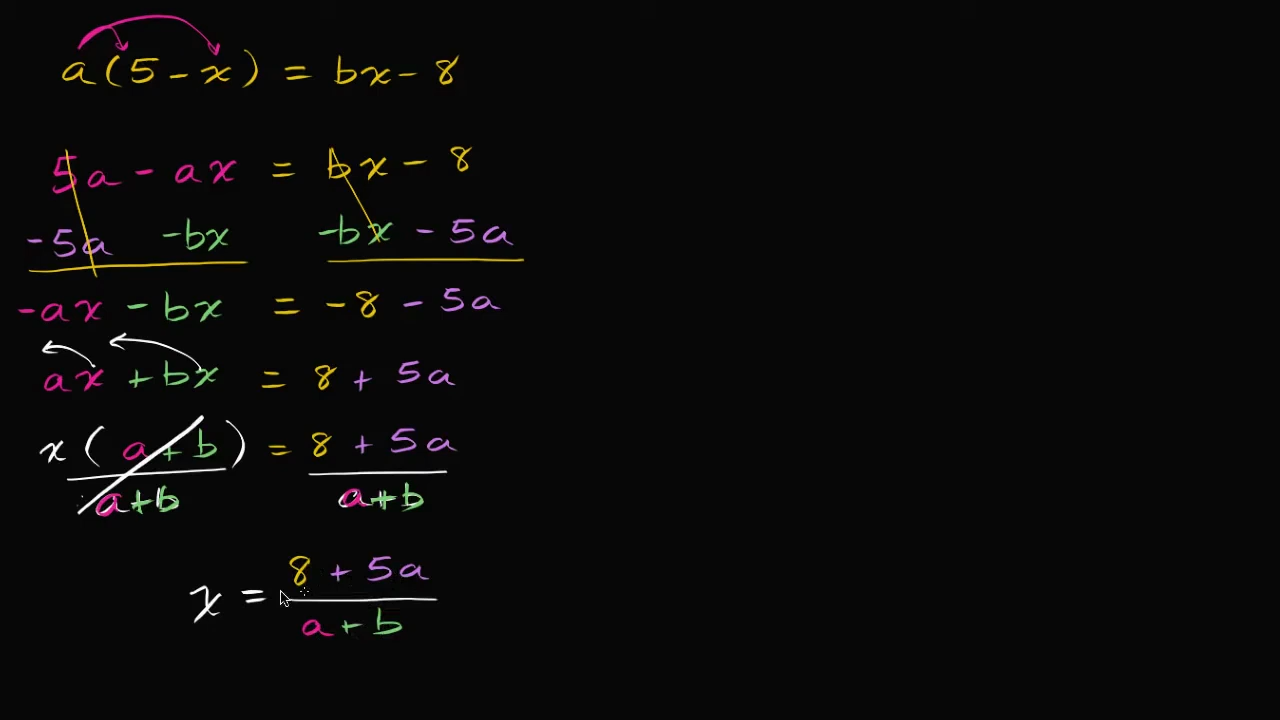 a(5-x) = bx-8
5a - ax = bx - 8
-5a -bx -bx - 5a
-ax - bx = -8 - 5a
ax + bx = 8 + 5a
x(a+b) = 8 + 5a
a+b a+b
x = 8 + 5a
a+b